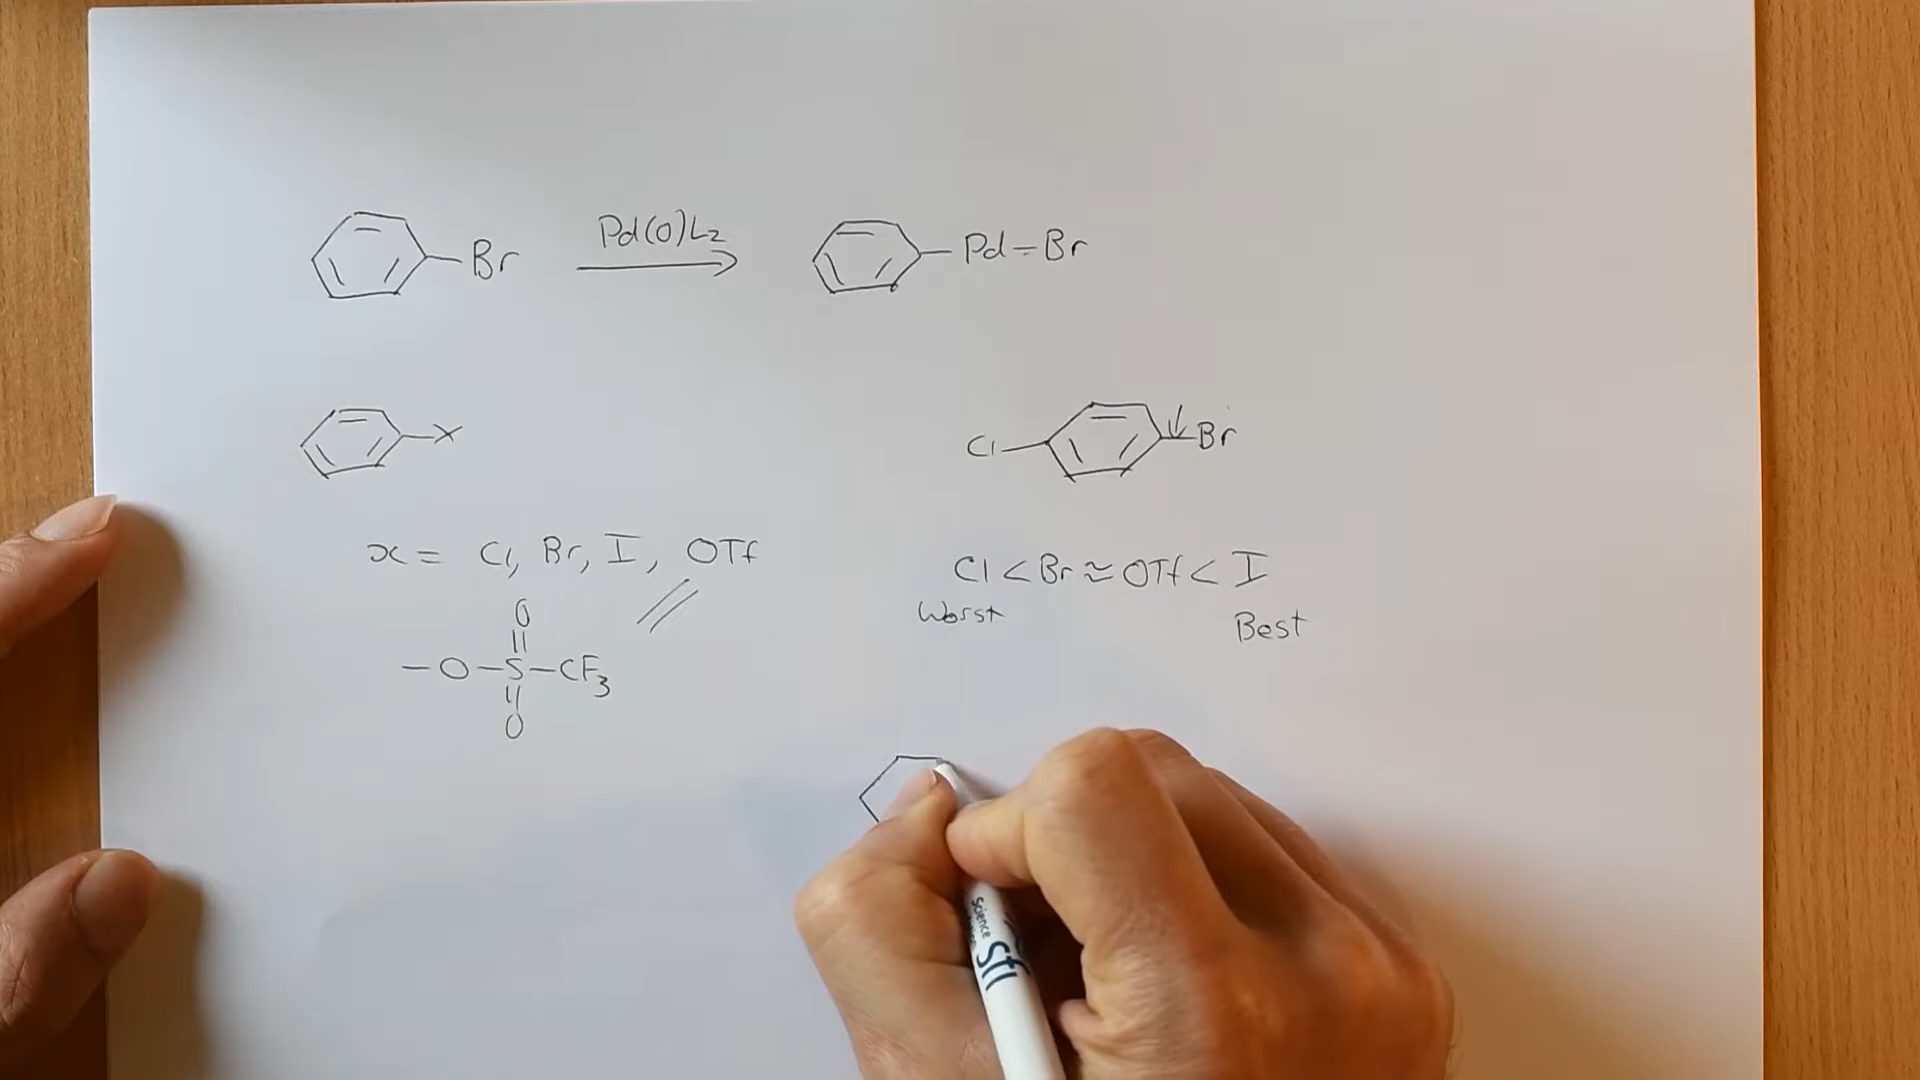 Br Pd(0)L2 Pd-Br
X
Cl Br
x = Cl, Br, I, OTf
Cl < Br ≈ OTf < I
Worst Best
O
-O-S-CF3
O
Science
sfi